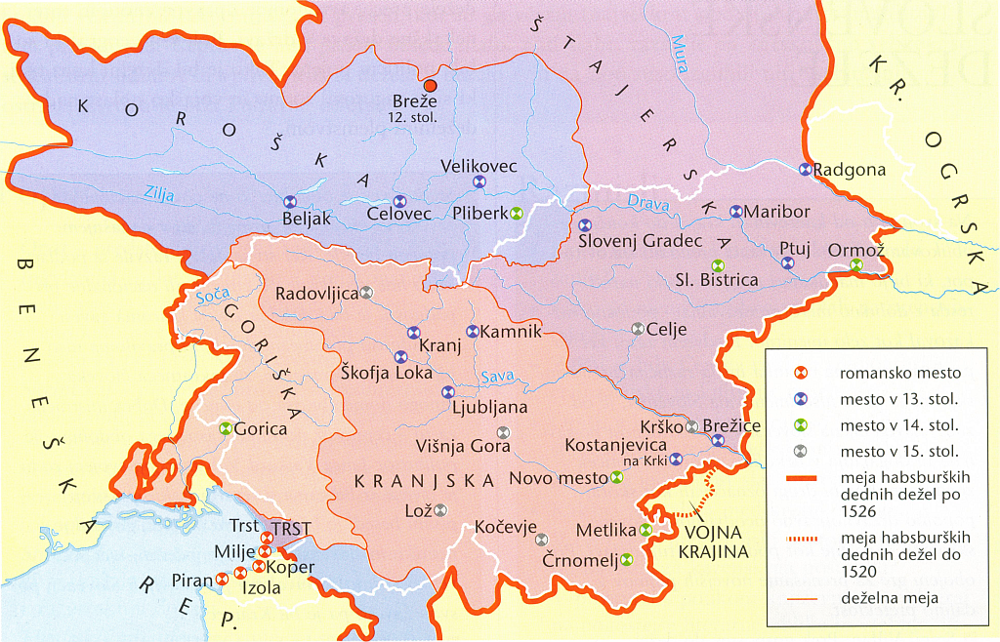 KOROŠKA
ŠTAJERSKA
KR. OGRSKA
BENEŠKA
REP.
GORIŠKA
KRANJSKA
TRST
VOJNA
KRAJINA
Mura
Zilja
Drava
Soča
Sava
Breže
12. stol.
Velikovec
Beljak
Celovec
Pliberk
Radgona
Maribor
Slovenj Gradec
Ptuj
Ormož
Sl. Bistrica
Radovljica
Kranj
Kamnik
Celje
Škofja Loka
Ljubljana
Gorica
Višnja Gora
Krško
Brežice
Kostanjevica
na Krki
Novo mesto
Lož
Kočevje
Metlika
Črnomelj
Trst
Milje
Koper
Izola
Piran
romansko mesto
mesto v 13. stol.
mesto v 14. stol.
mesto v 15. stol.
meja habsburških
dednih dežel po
1526
meja habsburških
dednih dežel do
1520
deželna meja